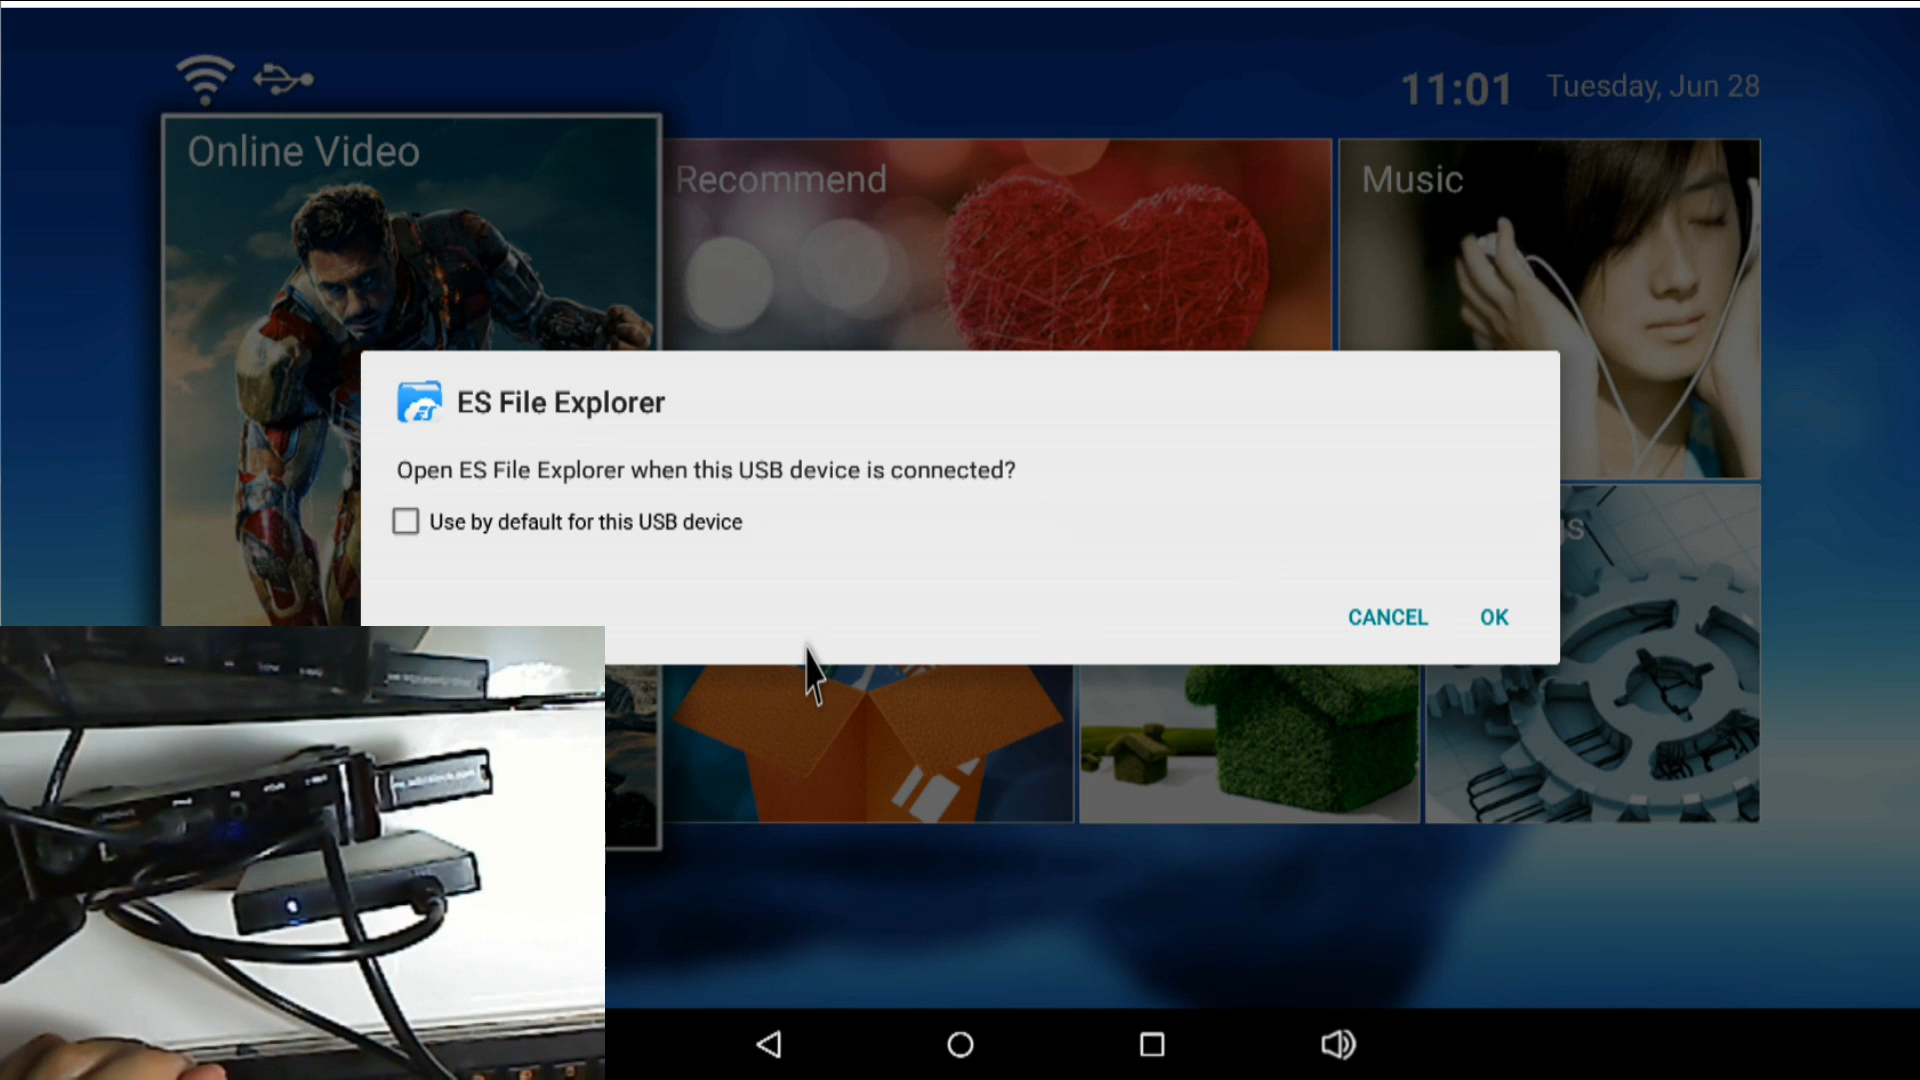 11:01 Tuesday, Jun 28
Online Video
Recommend
Music
ES File Explorer
Open ES File Explorer when this USB device is connected?
Use by default for this USB device
CANCEL OK